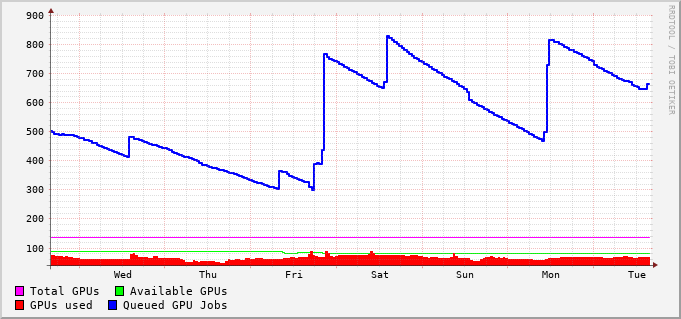 900
800
700
600
500
400
300
200
100
Wed Thu Fri Sat Sun Mon Tue
Total GPUs Available GPUs
GPUs used Queued GPU Jobs
RRDTOOL / TOBI OETIKER